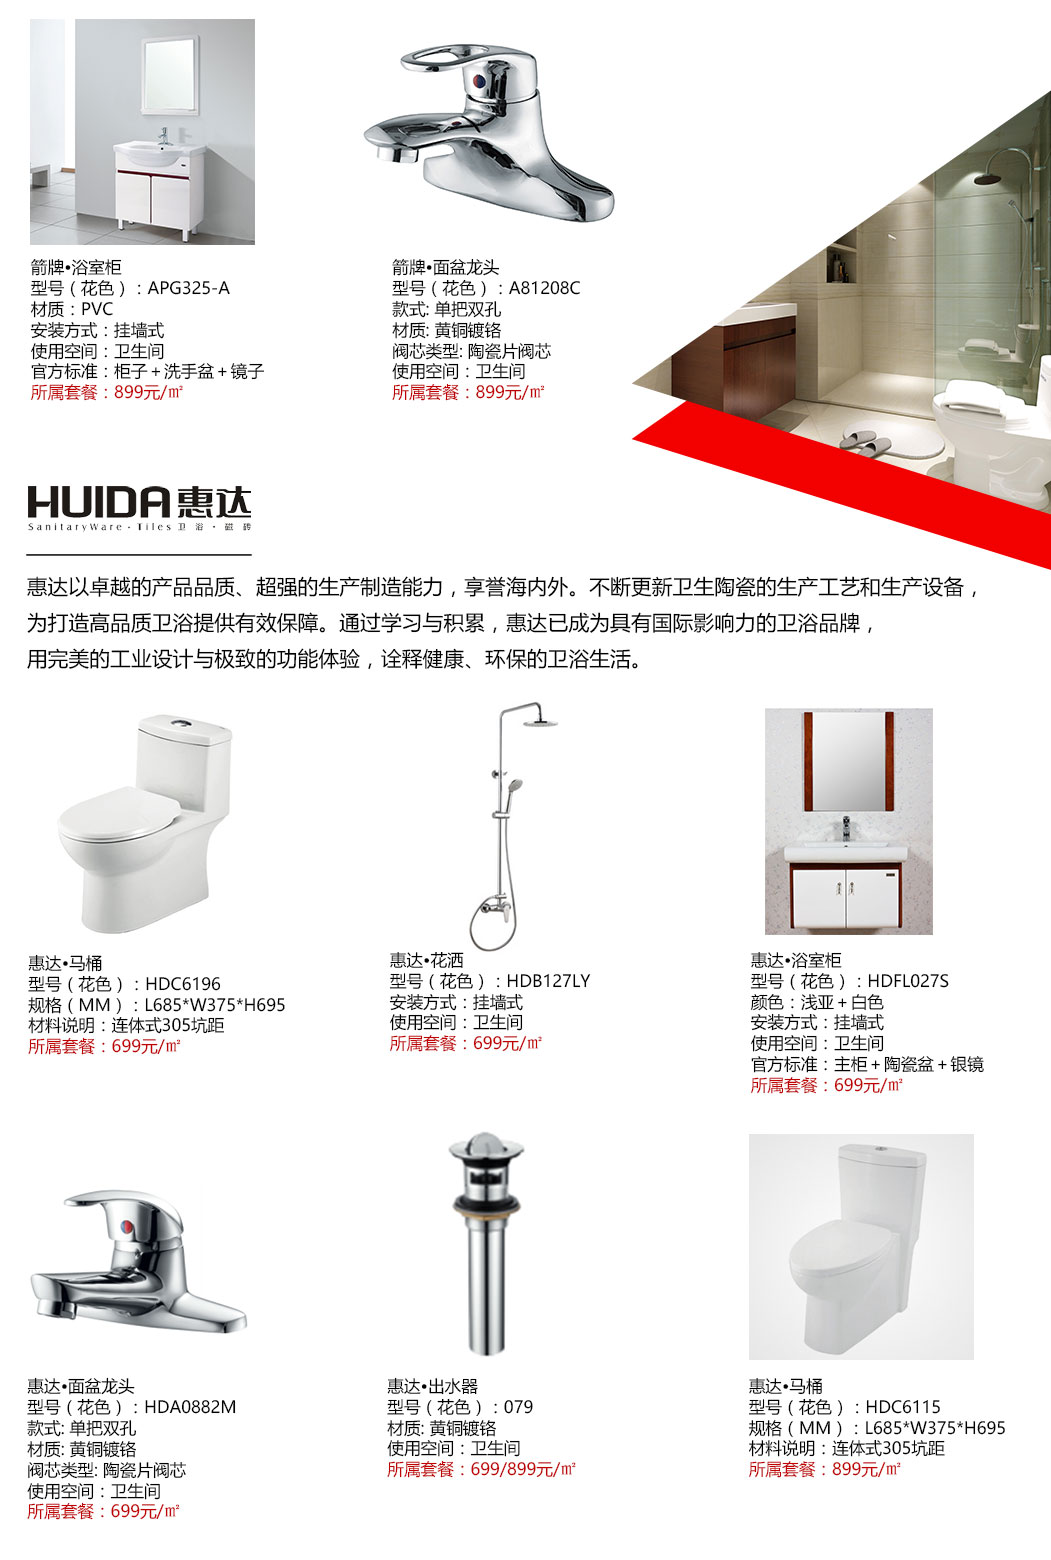 箭牌•浴室柜
型号（花色）：APG325-A
材质：PVC
安装方式：挂墙式
使用空间：卫生间
官方标准：柜子＋洗手盆＋镜子
所属套餐：899元/㎡
箭牌•面盆龙头
型号（花色）：A81208C
款式: 单把双孔
材质: 黄铜镀铬
阀芯类型: 陶瓷片阀芯
使用空间：卫生间
所属套餐：899元/㎡
HUIDA惠达
SanitaryWare·Tiles卫浴·磁砖
惠达以卓越的产品品质、超强的生产制造能力，享誉海内外。不断更新卫生陶瓷的生产工艺和生产设备，
为打造高品质卫浴提供有效保障。通过学习与积累，惠达已成为具有国际影响力的卫浴品牌，
用完美的工业设计与极致的功能体验，诠释健康、环保的卫浴生活。
惠达•马桶
型号（花色）：HDC6196
规格（MM）：L685*W375*H695
材料说明：连体式305坑距
所属套餐：699元/㎡
惠达•花洒
型号（花色）：HDB127LY
安装方式：挂墙式
使用空间：卫生间
所属套餐：699元/㎡
惠达•浴室柜
型号（花色）：HDFL027S
颜色：浅亚＋白色
安装方式：挂墙式
使用空间：卫生间
官方标准：主柜＋陶瓷盆＋银镜
所属套餐：699元/㎡
惠达•面盆龙头
型号（花色）：HDA0882M
款式: 单把双孔
材质: 黄铜镀铬
阀芯类型: 陶瓷片阀芯
使用空间：卫生间
所属套餐：699元/㎡
惠达•出水器
型号（花色）：079
材质: 黄铜镀铬
使用空间：卫生间
所属套餐：699/899元/㎡
惠达•马桶
型号（花色）：HDC6115
规格（MM）：L685*W375*H695
材料说明：连体式305坑距
所属套餐：899元/㎡